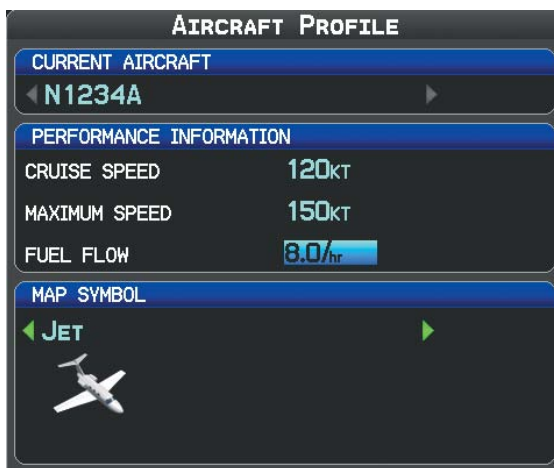 AIRCRAFT PROFILE
CURRENT AIRCRAFT
N1234A
PERFORMANCE INFORMATION
CRUISE SPEED 120KT
MAXIMUM SPEED 150KT
FUEL FLOW 8.0/hr
MAP SYMBOL
JET